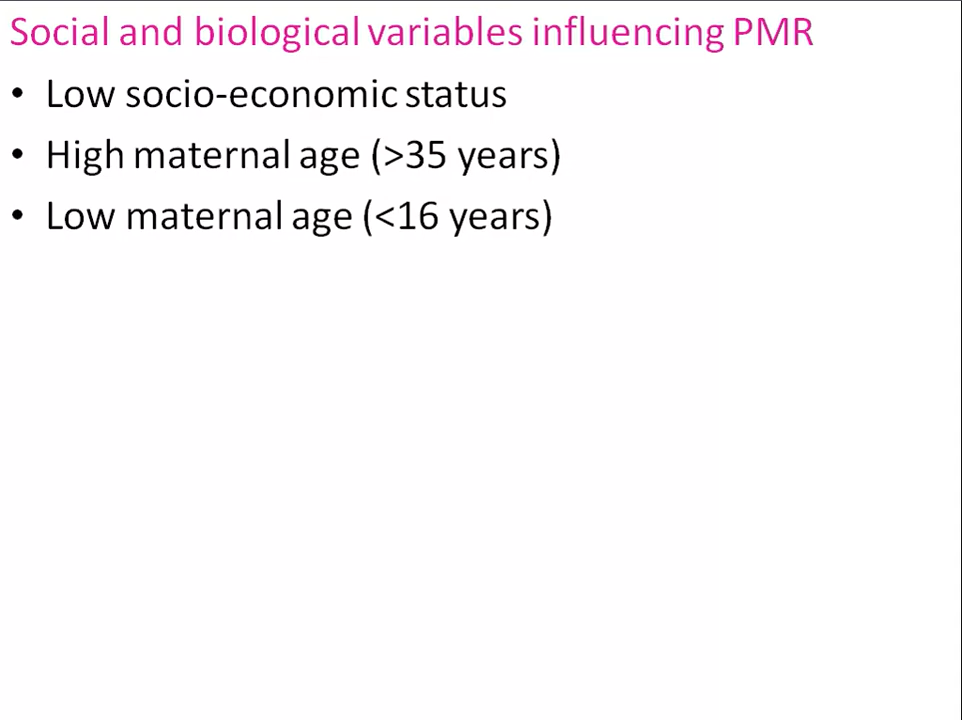 Social and biological variables influencing PMR
• Low socio-economic status
• High maternal age (>35 years)
• Low maternal age (<16 years)